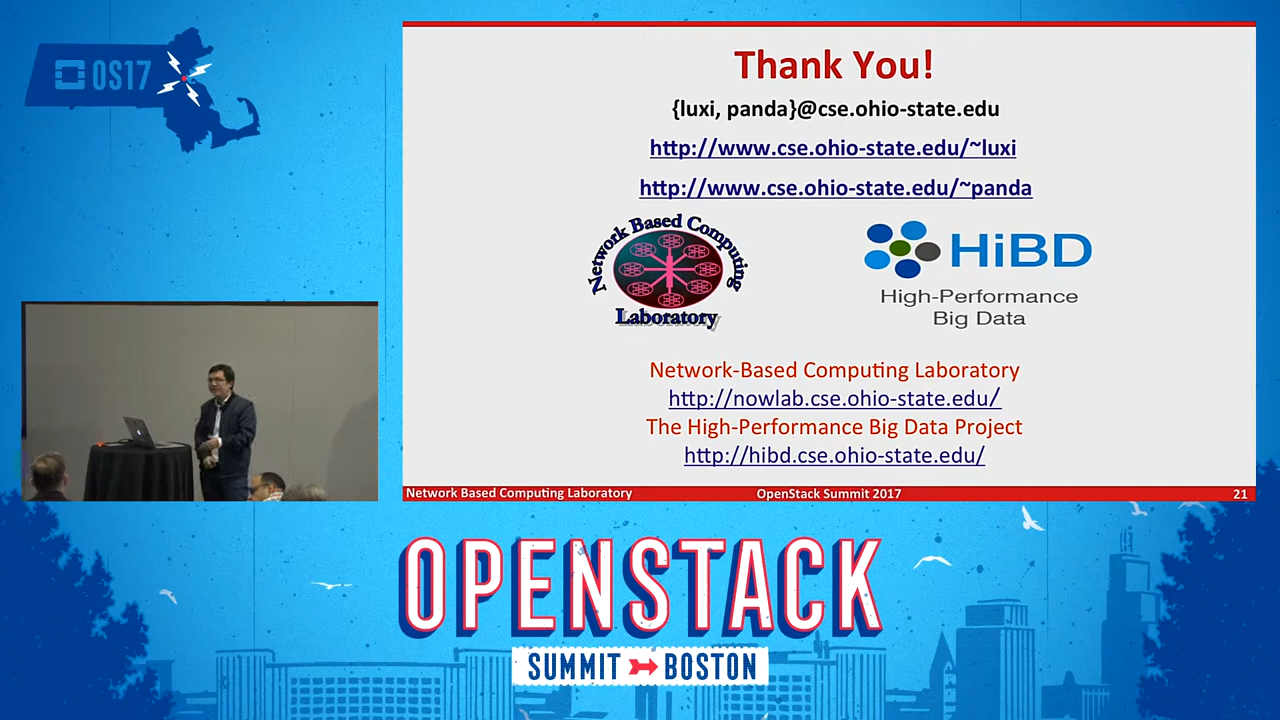 OS17
Thank You!
{luxi, panda}@cse.ohio-state.edu
http://www.cse.ohio-state.edu/~luxi
http://www.cse.ohio-state.edu/~panda
Network Based Computing
Laboratory
HiBD
High-Performance
Big Data
Network-Based Computing Laboratory
http://nowlab.cse.ohio-state.edu/
The High-Performance Big Data Project
http://hibd.cse.ohio-state.edu/
Network Based Computing Laboratory
OpenStack Summit 2017
21
OPENSTACK
SUMMIT BOSTON